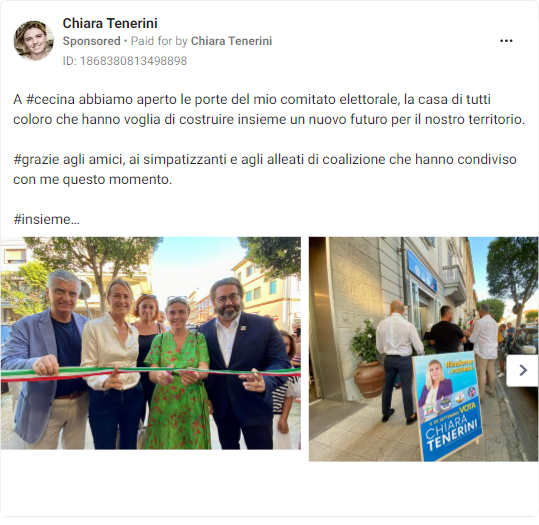 Chiara Tenerini
Sponsored • Paid for by Chiara Tenerini
ID: 1868380813498898
A #cecina abbiamo aperto le porte del mio comitato elettorale, la casa di tutti
coloro che hanno voglia di costruire insieme un nuovo futuro per il nostro territorio.
#grazie agli amici, ai simpatizzanti e agli alleati di coalizione che hanno condiviso
con me questo momento.
#insieme...
VOTA
CHIARA
TENERINI